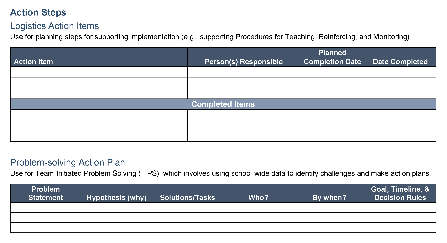 Action Steps
Logistics Action Items
Use for planning steps for supporting implementation (e.g., supporting Procedures for Teaching, Reinforcing, and Monitoring).
Planned
Action Item Person(s) Responsible Completion Date Date Completed
Completed Items
Problem-solving Action Plan
Use for Team Initiated Problem Solving (TIPS), which involves using school-wide data to identify challenges and make action plans.
Problem Goal, Timeline, &
Statement Hypothesis (why) Solutions/Tasks Who? By when? Decision Rules